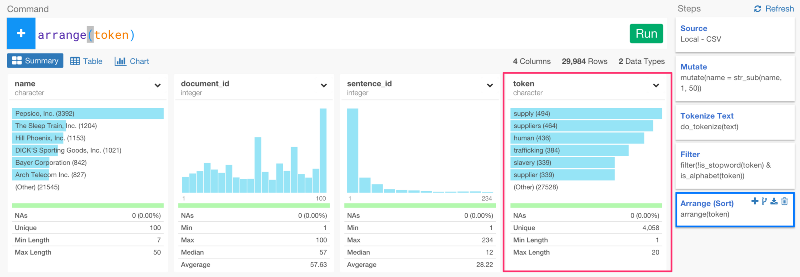 Command
Steps
Refresh
+ arrange(token)
Run
Summary Table Chart
4 Columns 29,984 Rows 2 Data Types
name
character
Pepsico, Inc. (3392)
The Sleep Train, Inc. (1204)
Hill Phoenix, Inc. (1153)
DICK'S Sporting Goods, Inc. (1021)
Bayer Corporation (842)
Arch Telecom Inc. (827)
(Other) (21545)
NAs 0 (0.00%)
Unique 100
Min Length 7
Max Length 50
document_id
integer
1 100
NAs 0 (0.00%)
Min 1
Max 100
Median 57
Avgerage 57.63
sentence_id
integer
1 234
NAs 0 (0.00%)
Min 1
Max 234
Median 12
Avgerage 28.22
token
character
supply (494)
suppliers (464)
human (436)
trafficking (384)
slavery (339)
supplier (339)
(Other) (27528)
NAs 0 (0.00%)
Unique 4,058
Min Length 1
Max Length 20
Source
Local - CSV
Mutate
mutate(name = str_sub(name,
1, 50))
Tokenize Text
do_tokenize(text)
Filter
filter(!is_stopword(token) &
is_alphabet(token))
Arrange (Sort)
arrange(token)